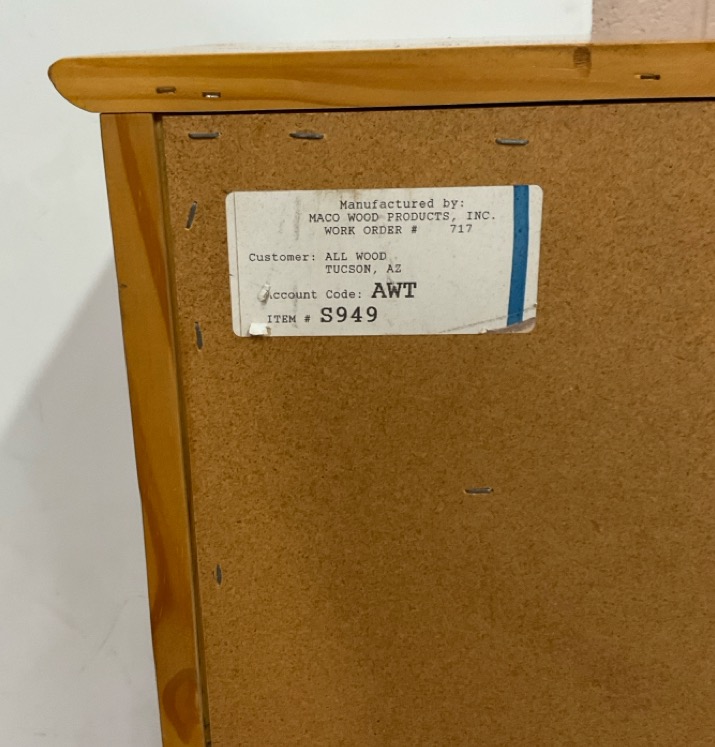 Manufactured by:
MACO WOOD PRODUCTS, INC.
WORK ORDER # 717
Customer: ALL WOOD
TUCSON, AZ
Account Code: AWT
ITEM # S949